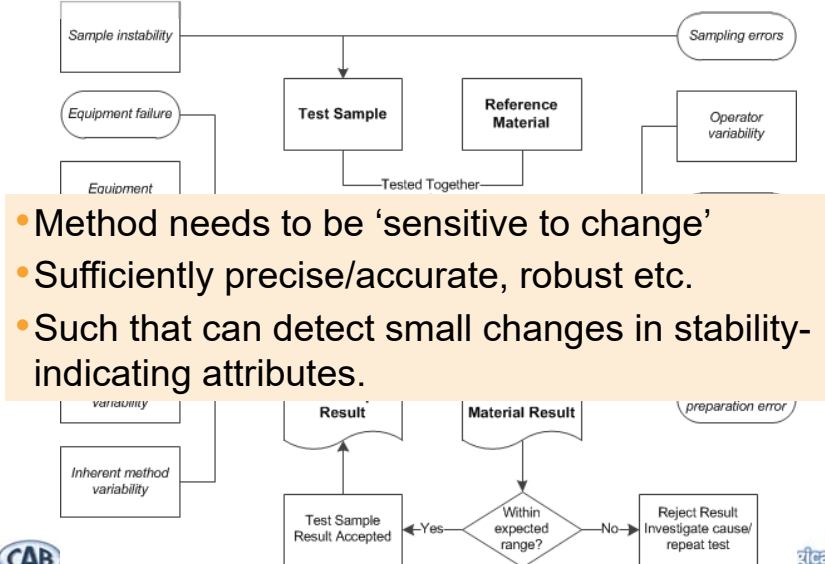 Sample instability
Sampling errors
Equipment failure
Test Sample
Reference
Material
Operator
variability
Equipment
Tested Together
•Method needs to be ‘sensitive to change’
•Sufficiently precise/accurate, robust etc.
•Such that can detect small changes in stability-
indicating attributes.
variability
Result
Material Result
preparation error
Inherent method
variability
Test Sample
Result Accepted
Yes
Within
expected
range?
No
Reject Result
Investigate cause/
repeat test
CAB